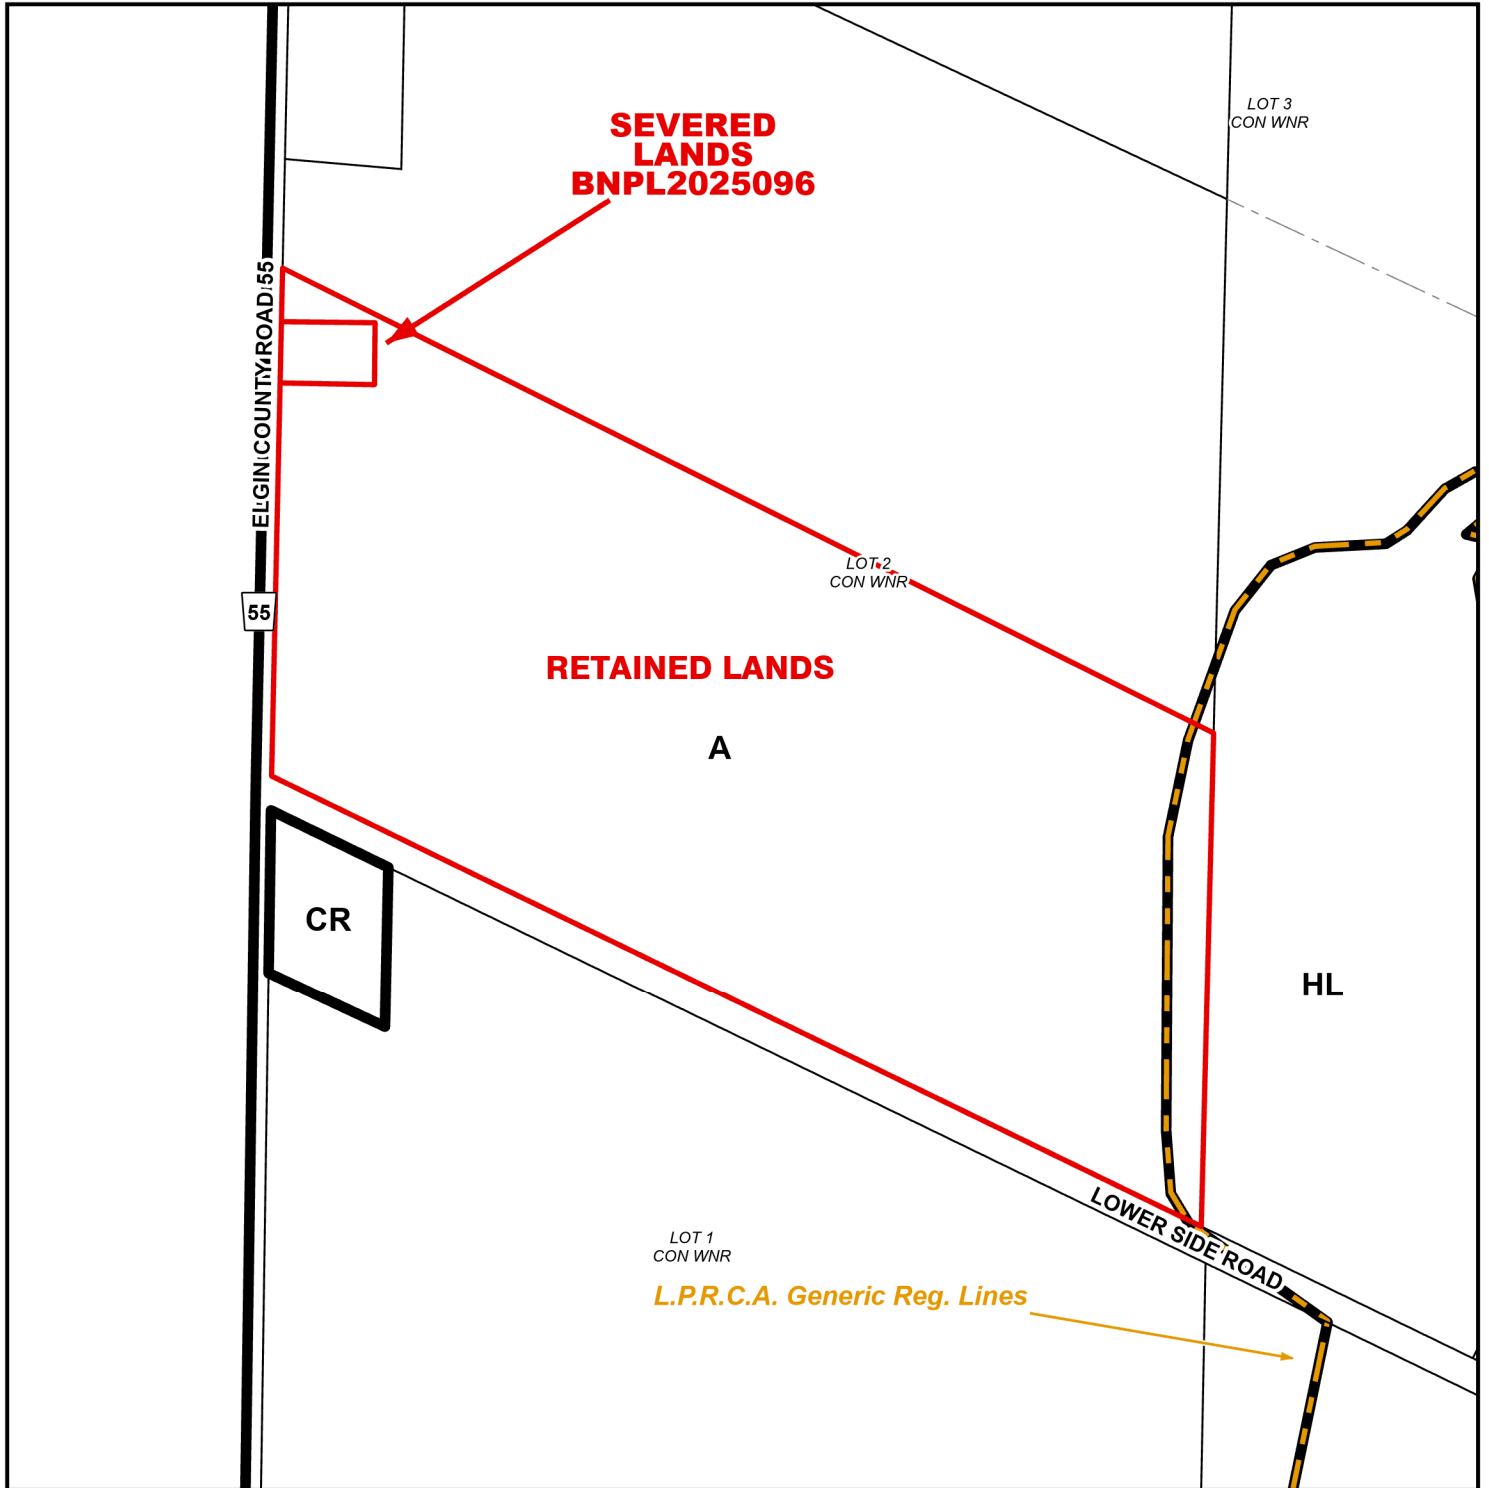 LOT 3
CON WNR
SEVERED
LANDS
BNPL2025096
ELGIN COUNTY ROAD 55
LOT 2
CON WNR
55
RETAINED LANDS
A
CR
HL
LOWER SIDE ROAD
LOT 1
CON WNR
L.P.R.C.A. Generic Reg. Lines